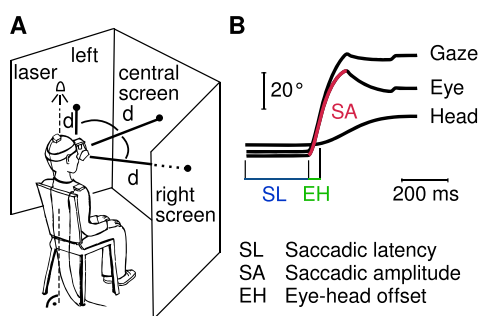 A
left
laser
central
screen
d
d
d
right
screen
B
Gaze
20°
Eye
SA
Head
SL
EH
200 ms
SL Saccadic latency
SA Saccadic amplitude
EH Eye-head offset